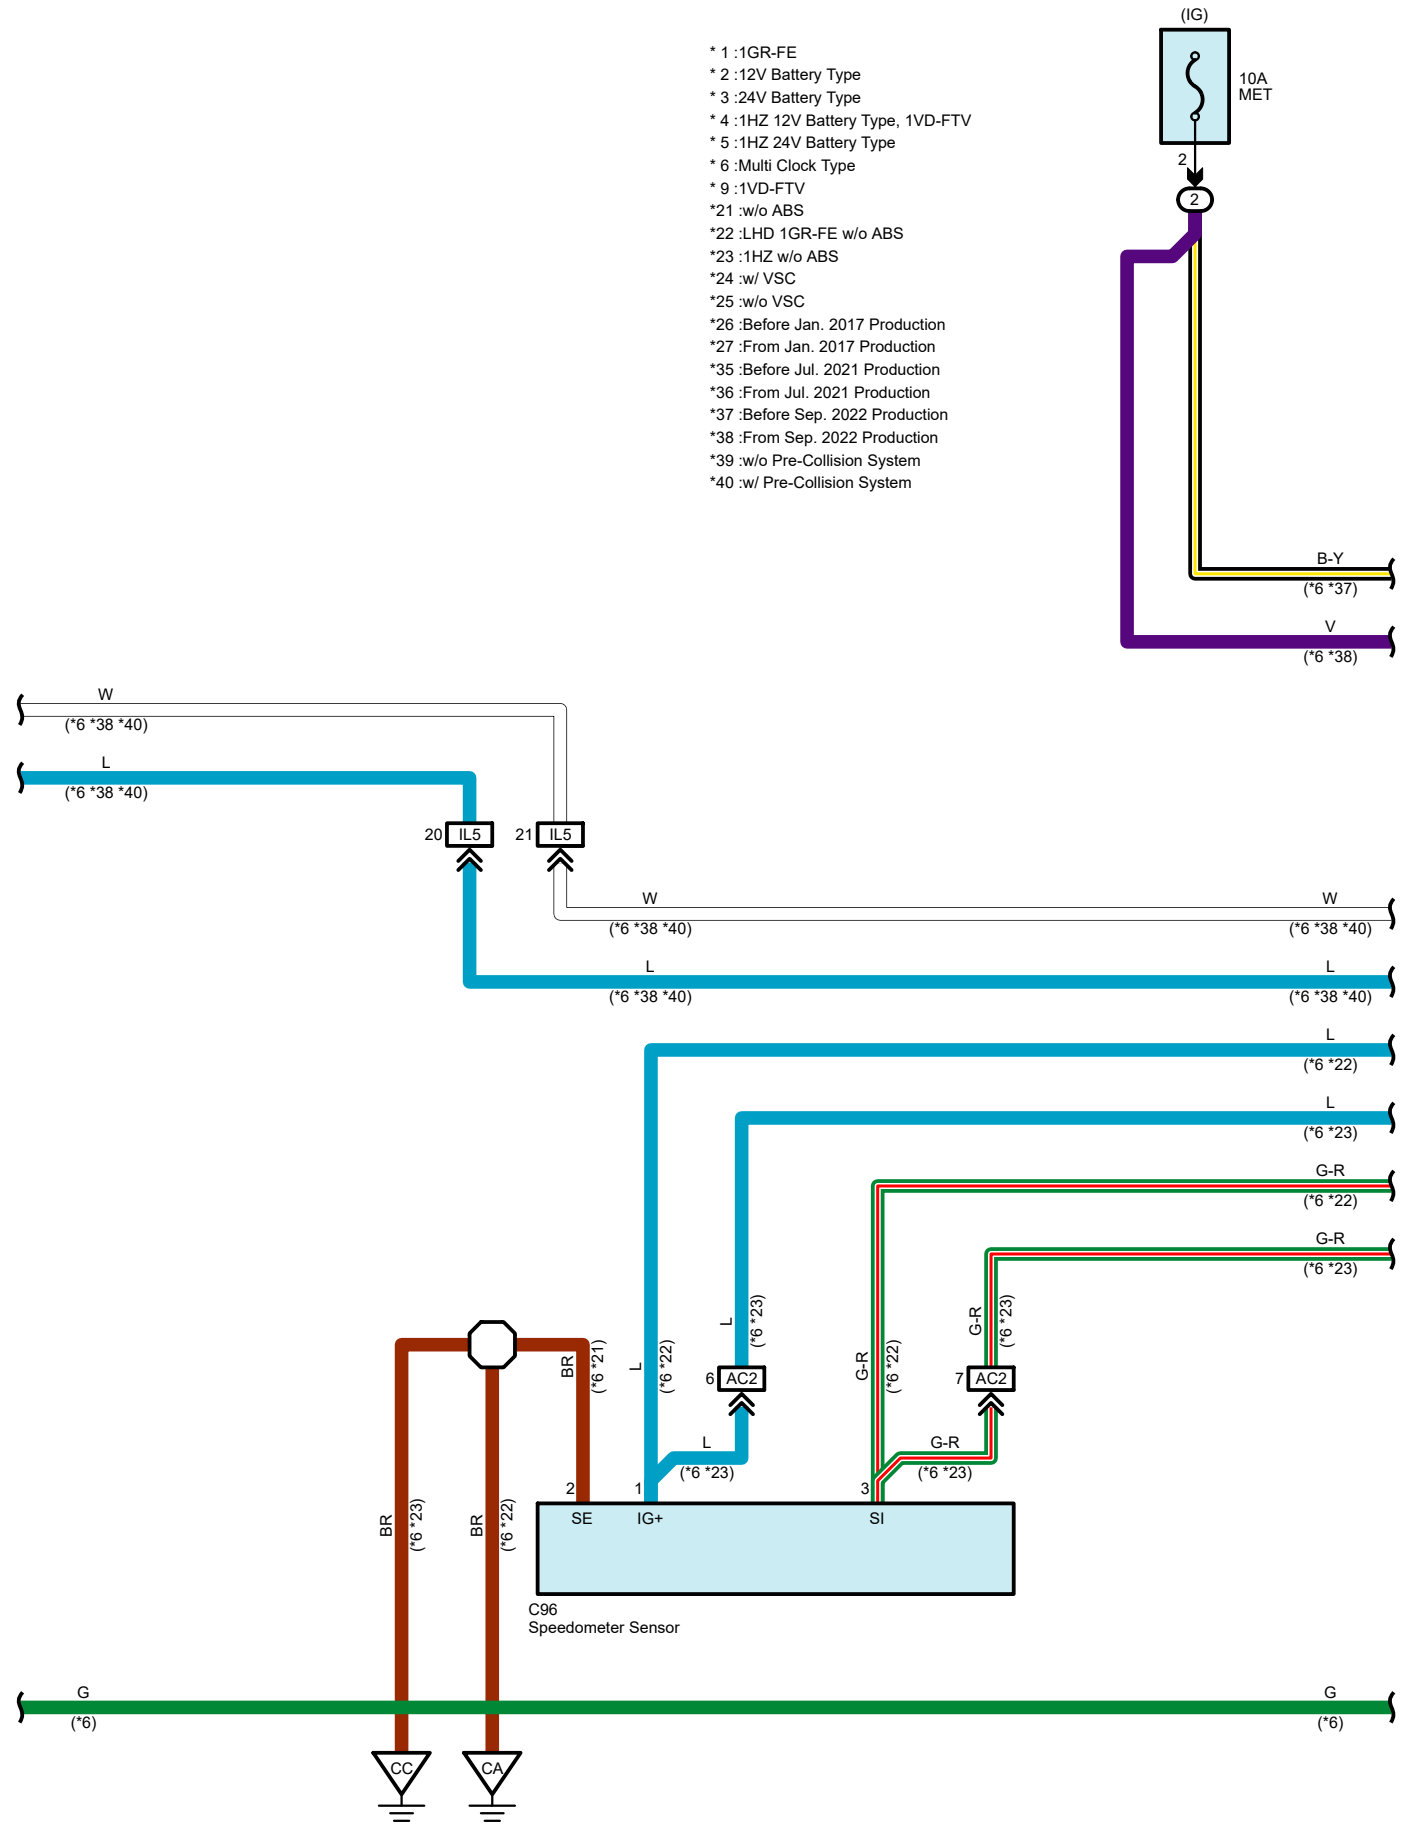 (IG)
10A
MET
2
2
* 1 :1GR-FE
* 2 :12V Battery Type
* 3 :24V Battery Type
* 4 :1HZ 12V Battery Type, 1VD-FTV
* 5 :1HZ 24V Battery Type
* 6 :Multi Clock Type
* 9 :1VD-FTV
*21 :w/o ABS
*22 :LHD 1GR-FE w/o ABS
*23 :1HZ w/o ABS
*24 :w/ VSC
*25 :w/o VSC
*26 :Before Jan. 2017 Production
*27 :From Jan. 2017 Production
*35 :Before Jul. 2021 Production
*36 :From Jul. 2021 Production
*37 :Before Sep. 2022 Production
*38 :From Sep. 2022 Production
*39 :w/o Pre-Collision System
*40 :w/ Pre-Collision System
B-Y
(*6 *37)
V
(*6 *38)
W
(*6 *38 *40)
L
(*6 *38 *40)
20 IL5
21 IL5
W
(*6 *38 *40)
W
(*6 *38 *40)
L
(*6 *38 *40)
L
(*6 *38 *40)
L
(*6 *22)
L
(*6 *23)
G-R
(*6 *22)
G-R
(*6 *23)
BR
(*6 *21)
L
(*6 *22)
L
(*6 *23)
6 AC2
G-R
(*6 *22)
G-R
(*6 *23)
7 AC2
L
(*6 *23)
G-R
(*6 *23)
BR
(*6 *23)
BR
(*6 *22)
2
1
3
SE
IG+
SI
C96
Speedometer Sensor
G
(*6)
G
(*6)
CC
CA